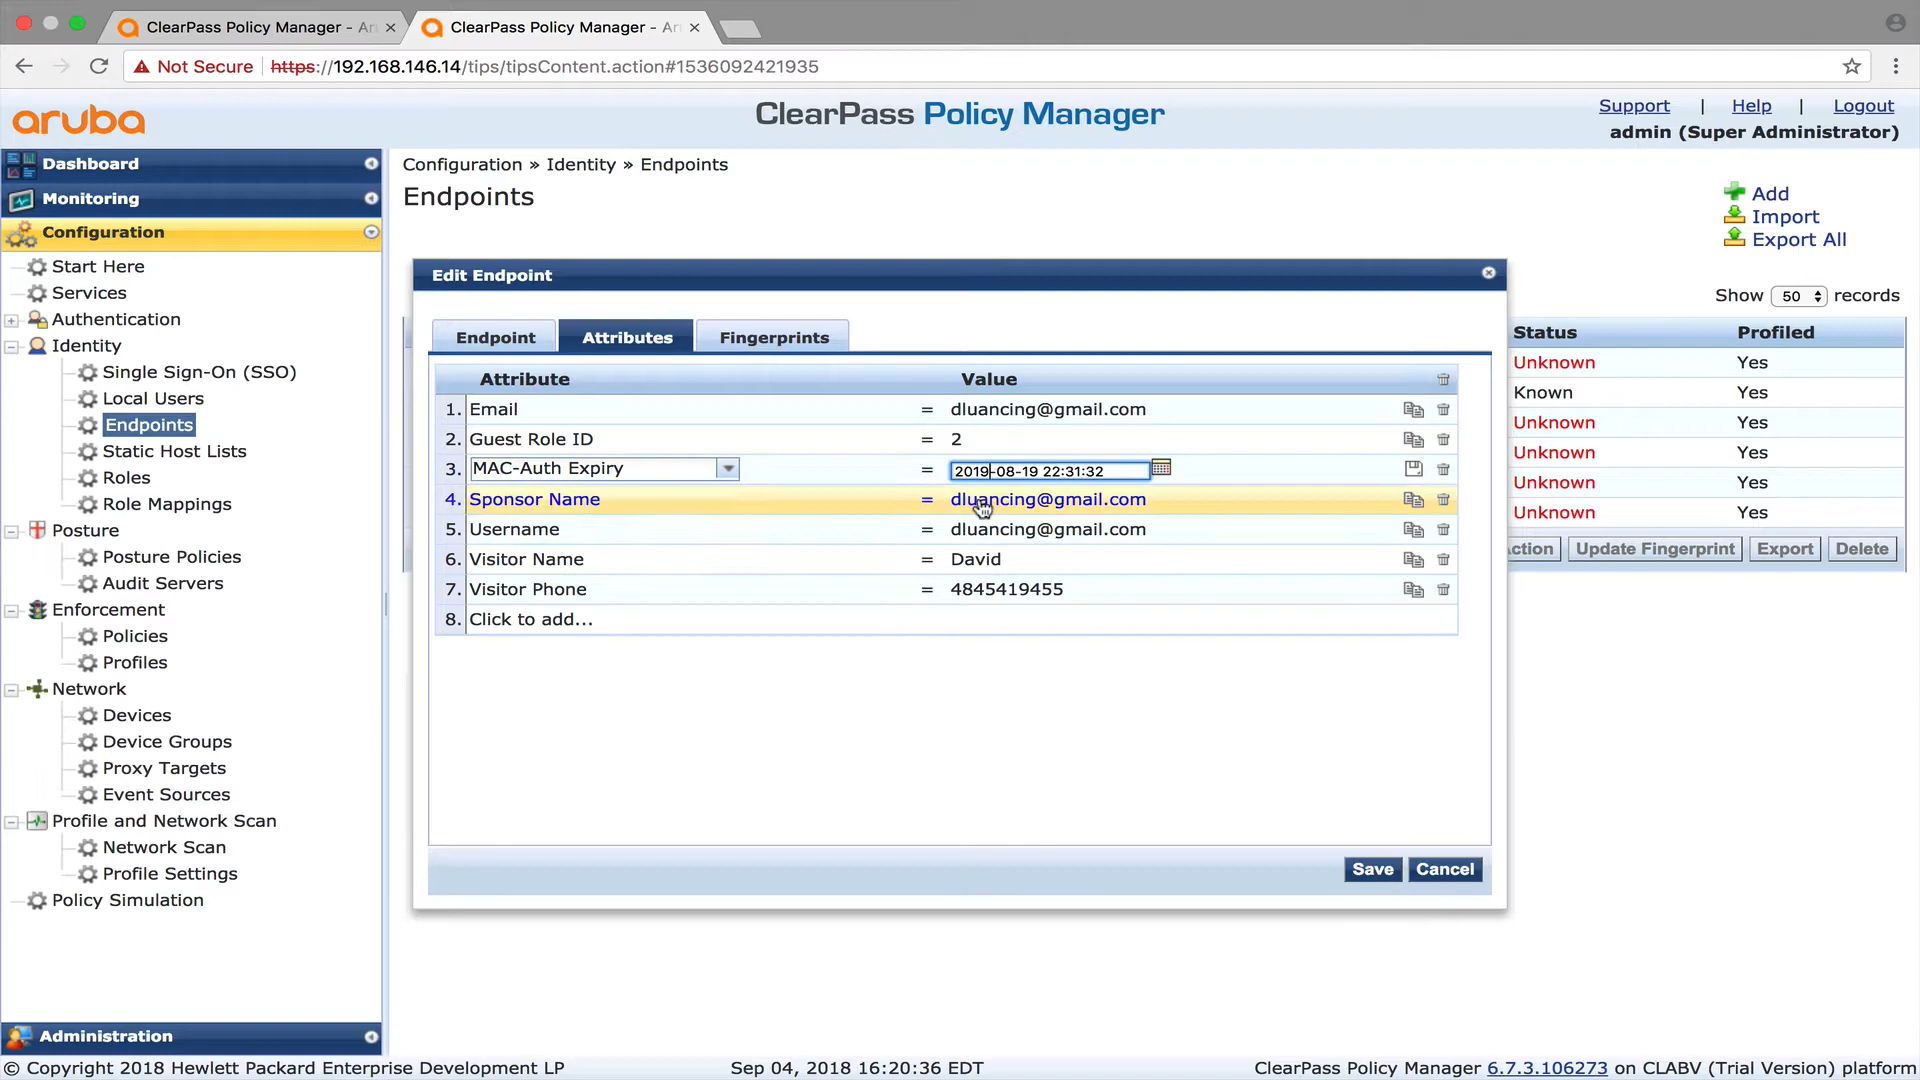 ClearPass Policy Manager - Ar
ClearPass Policy Manager - Ar
Not Secure https://192.168.146.14/tips/tipsContent.action#1536092421935
aruba
ClearPass Policy Manager
Support | Help | Logout
admin (Super Administrator)
Dashboard
Monitoring
Configuration
Start Here
Services
Authentication
Identity
Single Sign-On (SSO)
Local Users
Endpoints
Static Host Lists
Roles
Role Mappings
Posture
Posture Policies
Audit Servers
Enforcement
Policies
Profiles
Network
Devices
Device Groups
Proxy Targets
Event Sources
Profile and Network Scan
Network Scan
Profile Settings
Policy Simulation
Administration
Configuration » Identity » Endpoints
Endpoints
Add
Import
Export All
Show 50 records
Status Profiled
Unknown Yes
Known Yes
Unknown Yes
Unknown Yes
Unknown Yes
Unknown Yes
ction Update Fingerprint Export Delete
Edit Endpoint
Endpoint Attributes Fingerprints
Attribute Value
1. Email = dluancing@gmail.com
2. Guest Role ID = 2
3. MAC-Auth Expiry = 2019-08-19 22:31:32
4. Sponsor Name = dluancing@gmail.com
5. Username = dluancing@gmail.com
6. Visitor Name = David
7. Visitor Phone = 4845419455
8. Click to add...
Save Cancel
© Copyright 2018 Hewlett Packard Enterprise Development LP
Sep 04, 2018 16:20:36 EDT
ClearPass Policy Manager 6.7.3.106273 on CLABV (Trial Version) platform